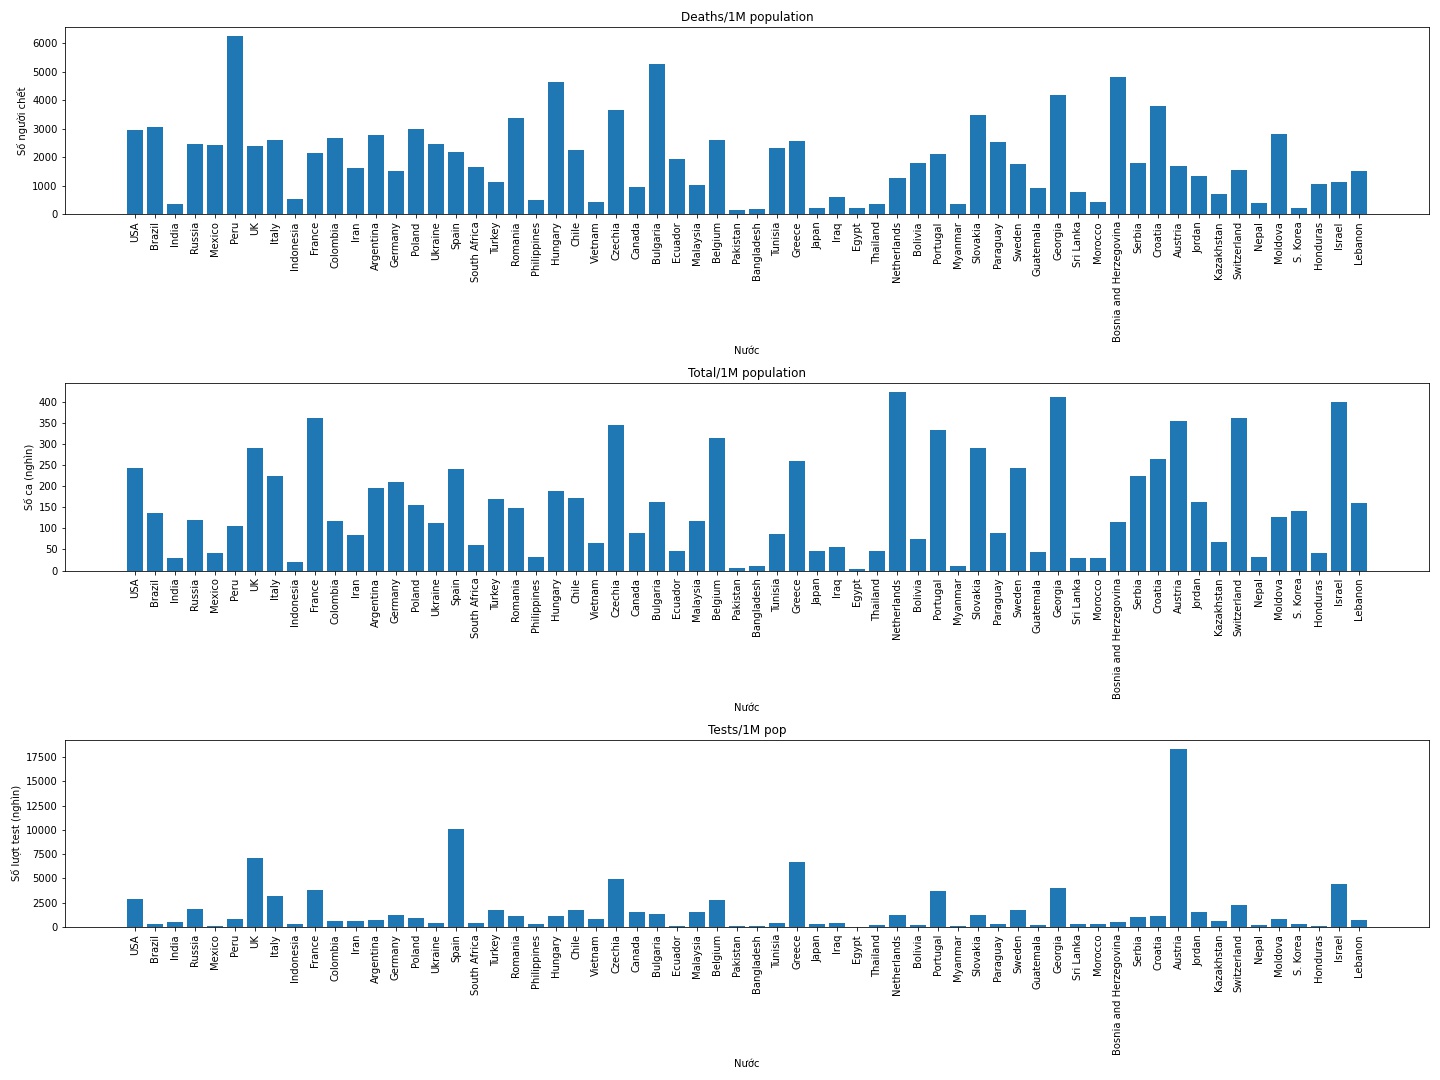 Deaths/1M population
Số người chết
6000
5000
4000
3000
2000
1000
0
USA
Brazil
India
Russia
Mexico
Peru
UK
Italy
Indonesia
France
Colombia
Iran
Argentina
Germany
Poland
Ukraine
Spain
South Africa
Turkey
Romania
Philippines
Hungary
Chile
Vietnam
Czechia
Canada
Bulgaria
Ecuador
Malaysia
Belgium
Pakistan
Bangladesh
Tunisia
Greece
Japan
Iraq
Egypt
Thailand
Netherlands
Bolivia
Portugal
Myanmar
Slovakia
Paraguay
Sweden
Guatemala
Georgia
Sri Lanka
Morocco
Bosnia and Herzegovina
Serbia
Croatia
Austria
Jordan
Kazakhstan
Switzerland
Nepal
Moldova
S. Korea
Honduras
Israel
Lebanon
Nước
Total/1M population
Số ca (nghìn)
400
350
300
250
200
150
100
50
0
USA
Brazil
India
Russia
Mexico
Peru
UK
Italy
Indonesia
France
Colombia
Iran
Argentina
Germany
Poland
Ukraine
Spain
South Africa
Turkey
Romania
Philippines
Hungary
Chile
Vietnam
Czechia
Canada
Bulgaria
Ecuador
Malaysia
Belgium
Pakistan
Bangladesh
Tunisia
Greece
Japan
Iraq
Egypt
Thailand
Netherlands
Bolivia
Portugal
Myanmar
Slovakia
Paraguay
Sweden
Guatemala
Georgia
Sri Lanka
Morocco
Bosnia and Herzegovina
Serbia
Croatia
Austria
Jordan
Kazakhstan
Switzerland
Nepal
Moldova
S. Korea
Honduras
Israel
Lebanon
Nước
Tests/1M pop
Số lượt test (nghìn)
17500
15000
12500
10000
7500
5000
2500
0
USA
Brazil
India
Russia
Mexico
Peru
UK
Italy
Indonesia
France
Colombia
Iran
Argentina
Germany
Poland
Ukraine
Spain
South Africa
Turkey
Romania
Philippines
Hungary
Chile
Vietnam
Czechia
Canada
Bulgaria
Ecuador
Malaysia
Belgium
Pakistan
Bangladesh
Tunisia
Greece
Japan
Iraq
Egypt
Thailand
Netherlands
Bolivia
Portugal
Myanmar
Slovakia
Paraguay
Sweden
Guatemala
Georgia
Sri Lanka
Morocco
Bosnia and Herzegovina
Serbia
Croatia
Austria
Jordan
Kazakhstan
Switzerland
Nepal
Moldova
S. Korea
Honduras
Israel
Lebanon
Nước